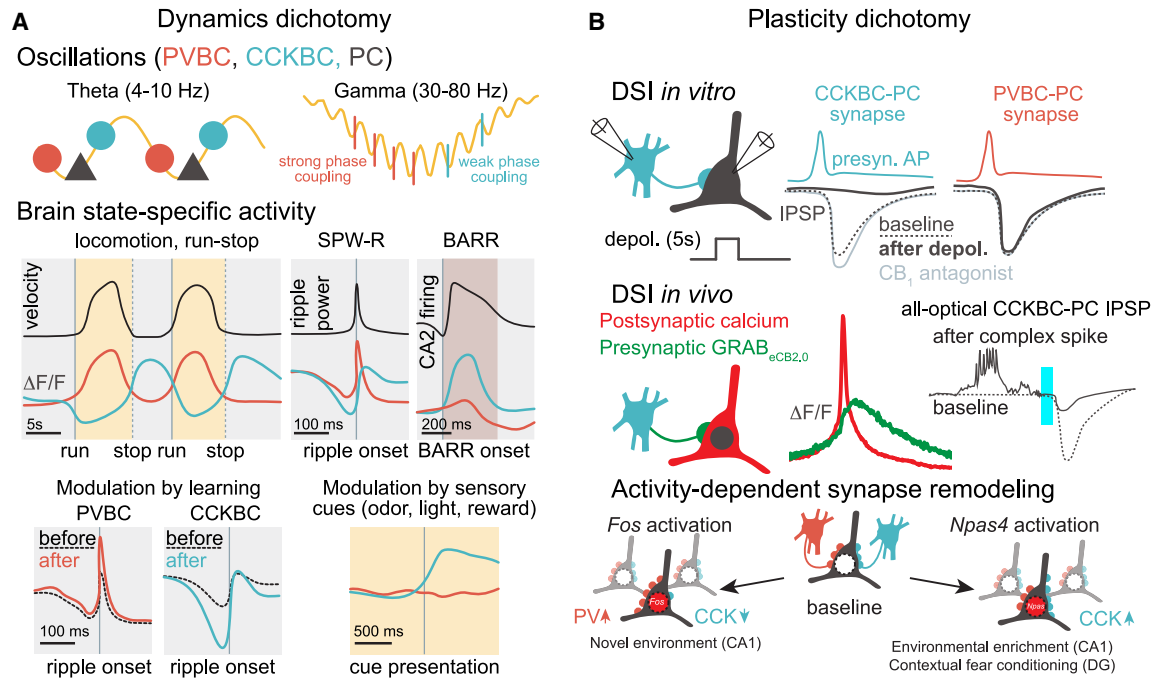 A
Dynamics dichotomy
Oscillations (PVBC, CCKBC, PC)
Theta (4-10 Hz)
Gamma (30-80 Hz)
strong phase
coupling
weak phase
coupling
Brain state-specific activity
locomotion, run-stop
SPW-R
BARR
velocity
ripple
power
CA2 firing
ΔF/F
5s
100 ms
200 ms
run stop run stop
ripple onset
BARR onset
Modulation by learning
PVBC
CCKBC
before
after
before
after
100 ms
ripple onset
ripple onset
Modulation by sensory
cues (odor, light, reward)
500 ms
cue presentation
B
Plasticity dichotomy
DSI in vitro
CCKBC-PC
synapse
PVBC-PC
synapse
presyn. AP
IPSP
depol. (5s)
baseline
after depol.
CB1 antagonist
DSI in vivo
Postsynaptic calcium
Presynaptic GRABeCB2.0
ΔF/F
all-optical CCKBC-PC IPSP
after complex spike
baseline
Activity-dependent synapse remodeling
Fos activation
Npas4 activation
Fos
PV
CCK
baseline
Npas
CCK
Novel environment (CA1)
Environmental enrichment (CA1)
Contextual fear conditioning (DG)